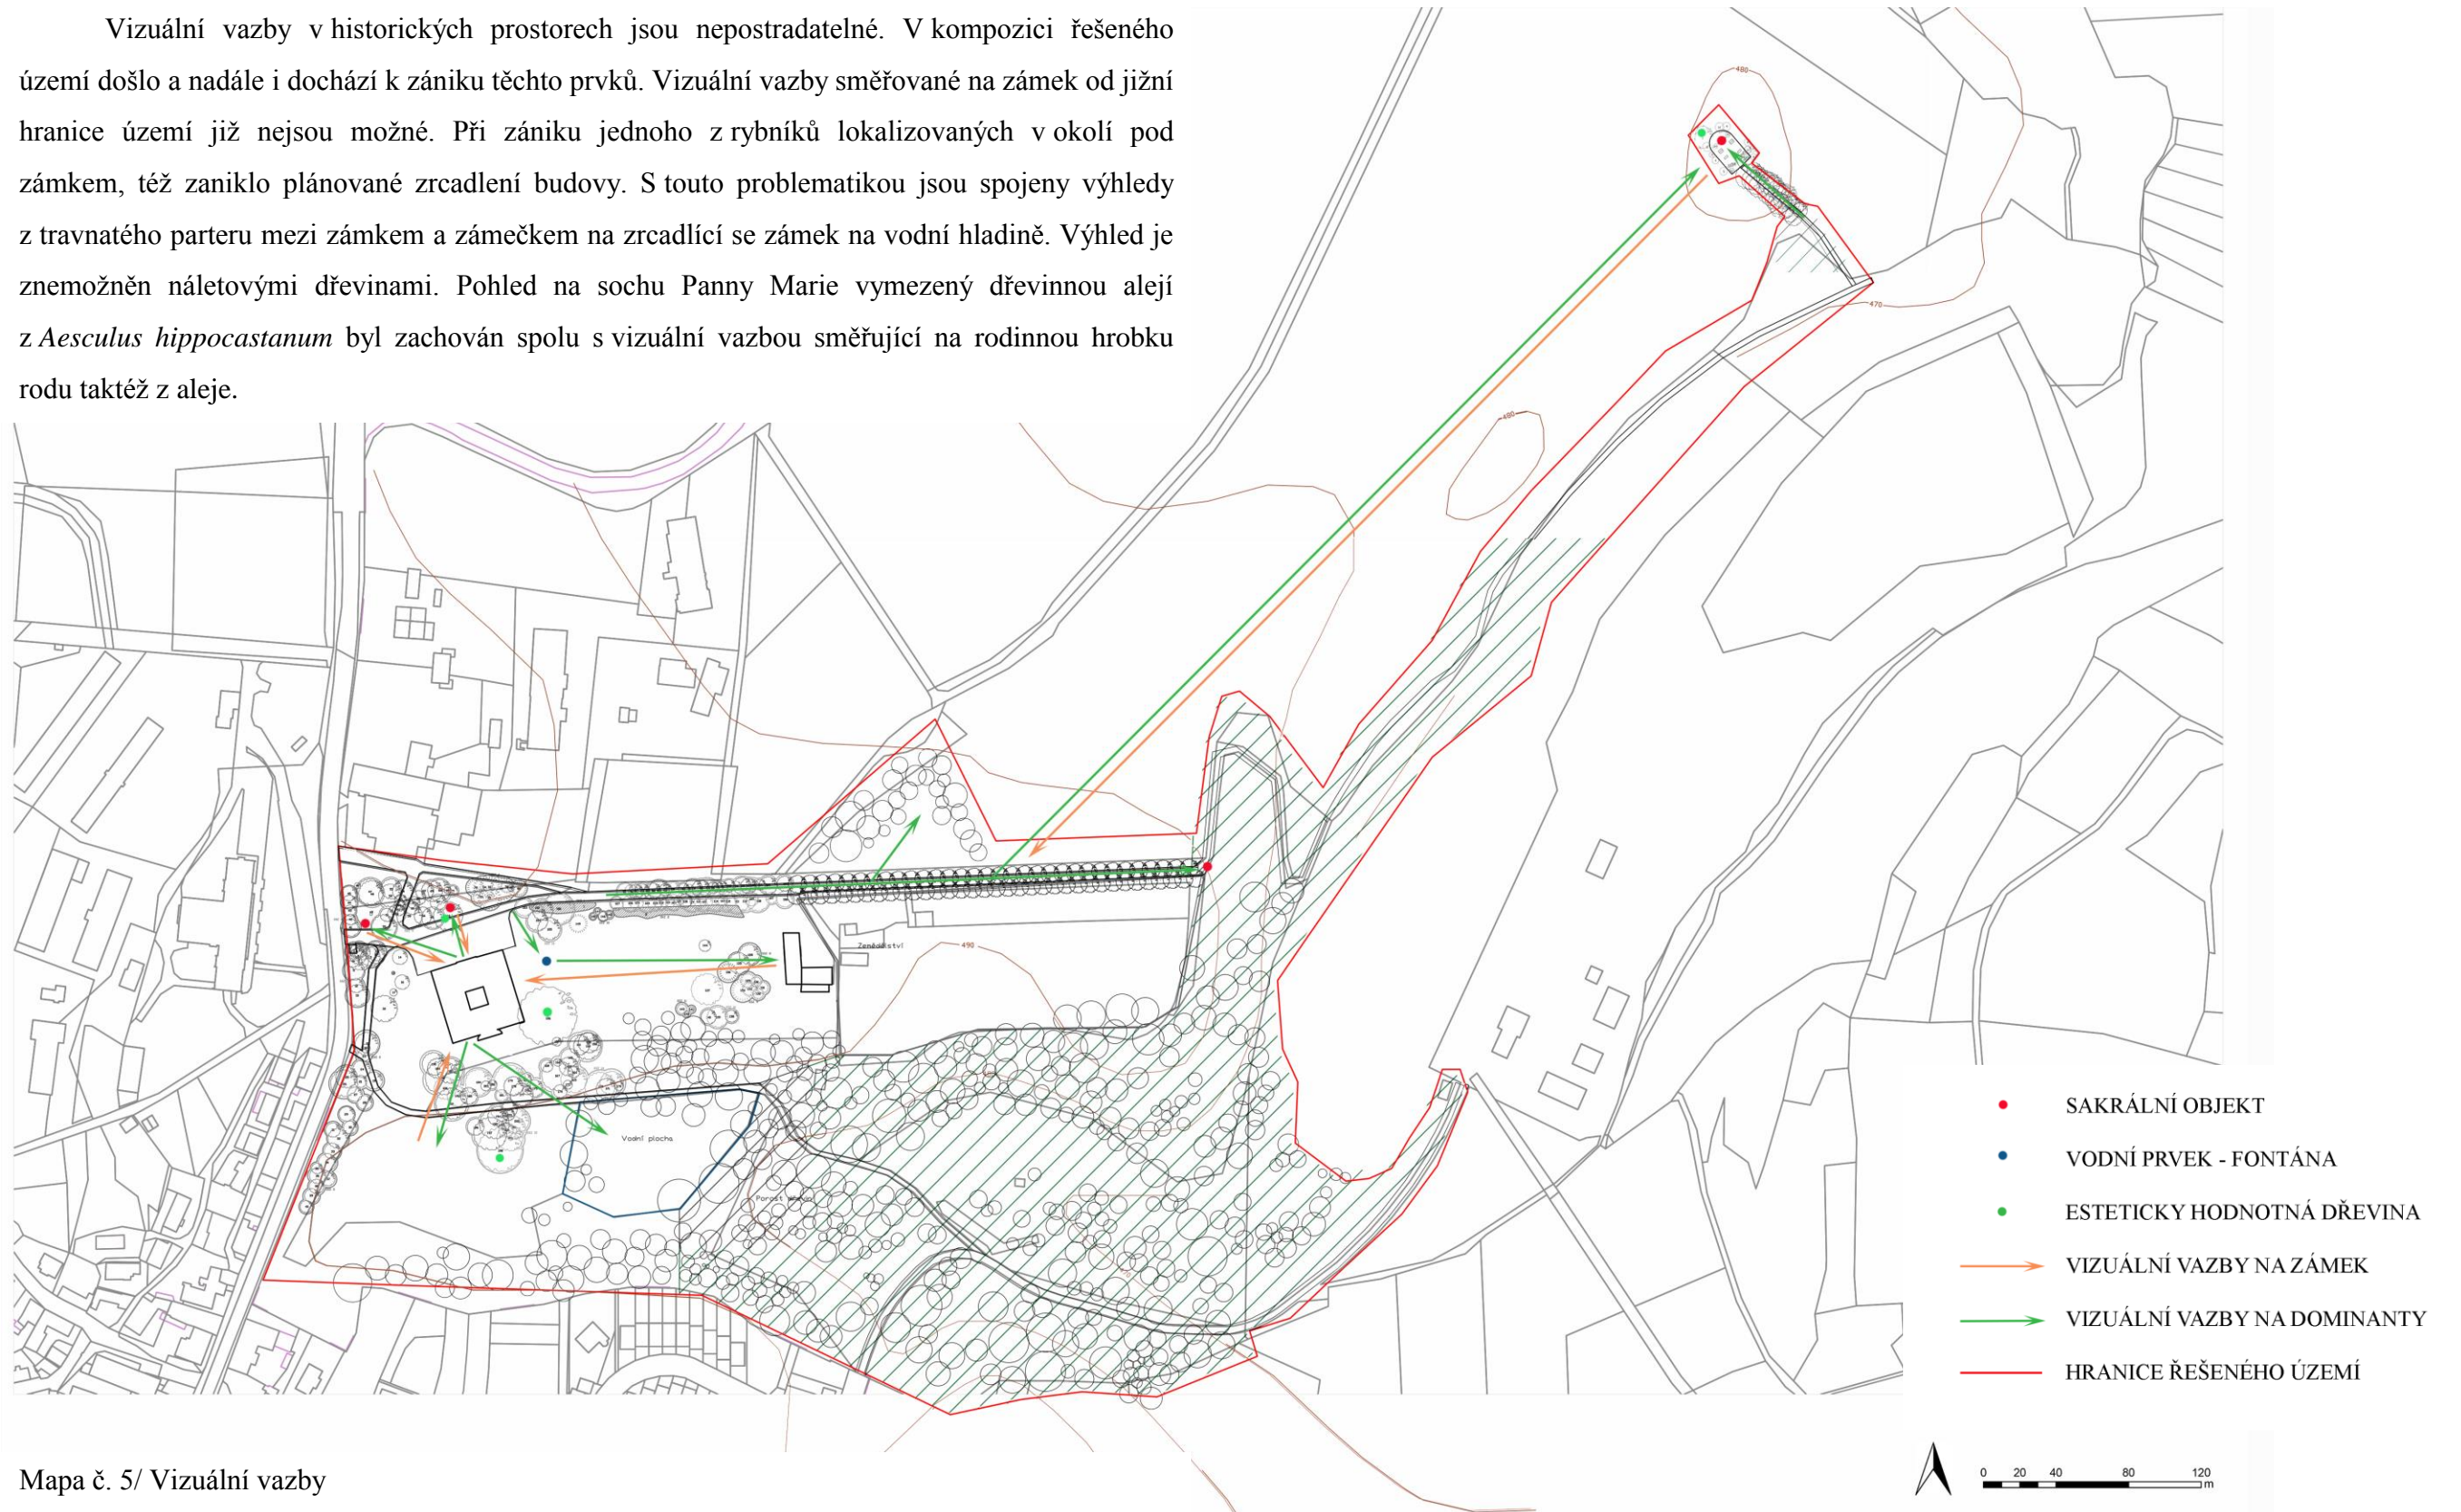 Vizuální vazby v historických prostorech jsou nepostradatelné. V kompozici řešeného
území došlo a nadále i dochází k zániku těchto prvků. Vizuální vazby směřované na zámek od jižní
hranice území již nejsou možné. Při zániku jednoho z rybníků lokalizovaných v okolí pod
zámkem, též zaniklo plánované zrcadlení budovy. S touto problematikou jsou spojeny výhledy
z travnatého parteru mezi zámkem a zámečkem na zrcadlící se zámek na vodní hladině. Výhled je
znemožněn náletovými dřevinami. Pohled na sochu Panny Marie vymezený dřevinnou alejí
z Aesculus hippocastanum byl zachován spolu s vizuální vazbou směřující na rodinnou hrobku
rodu taktéž z aleje.
480
470
480
Zemědělství
490
Vodní plocha
Porost
SAKRÁLNÍ OBJEKT
VODNÍ PRVEK - FONTÁNA
ESTETICKY HODNOTNÁ DŘEVINA
VIZUÁLNÍ VAZBY NA ZÁMEK
VIZUÁLNÍ VAZBY NA DOMINANTY
HRANICE ŘEŠENÉHO ÚZEMÍ
0 20 40 80 120
m
Mapa č. 5/ Vizuální vazby